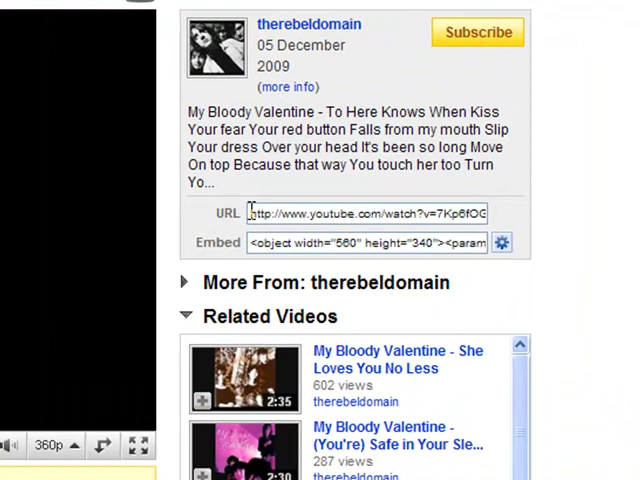 therebeldomain
05 December
2009
(more info)
Subscribe
My Bloody Valentine - To Here Knows When Kiss
Your fear Your red button Falls from my mouth Slip
Your dress Over your head It's been so long Move
On top Because that way You touch her too Turn
Yo...
URL http://www.youtube.com/watch?v=7Kp6fOG
Embed <object width="560" height="340"><param
More From: therebeldomain
Related Videos
My Bloody Valentine - She
Loves You No Less
602 views
therebeldomain
2:35
My Bloody Valentine -
(You're) Safe in Your Sle...
287 views
therebeldomain
2:30
360p